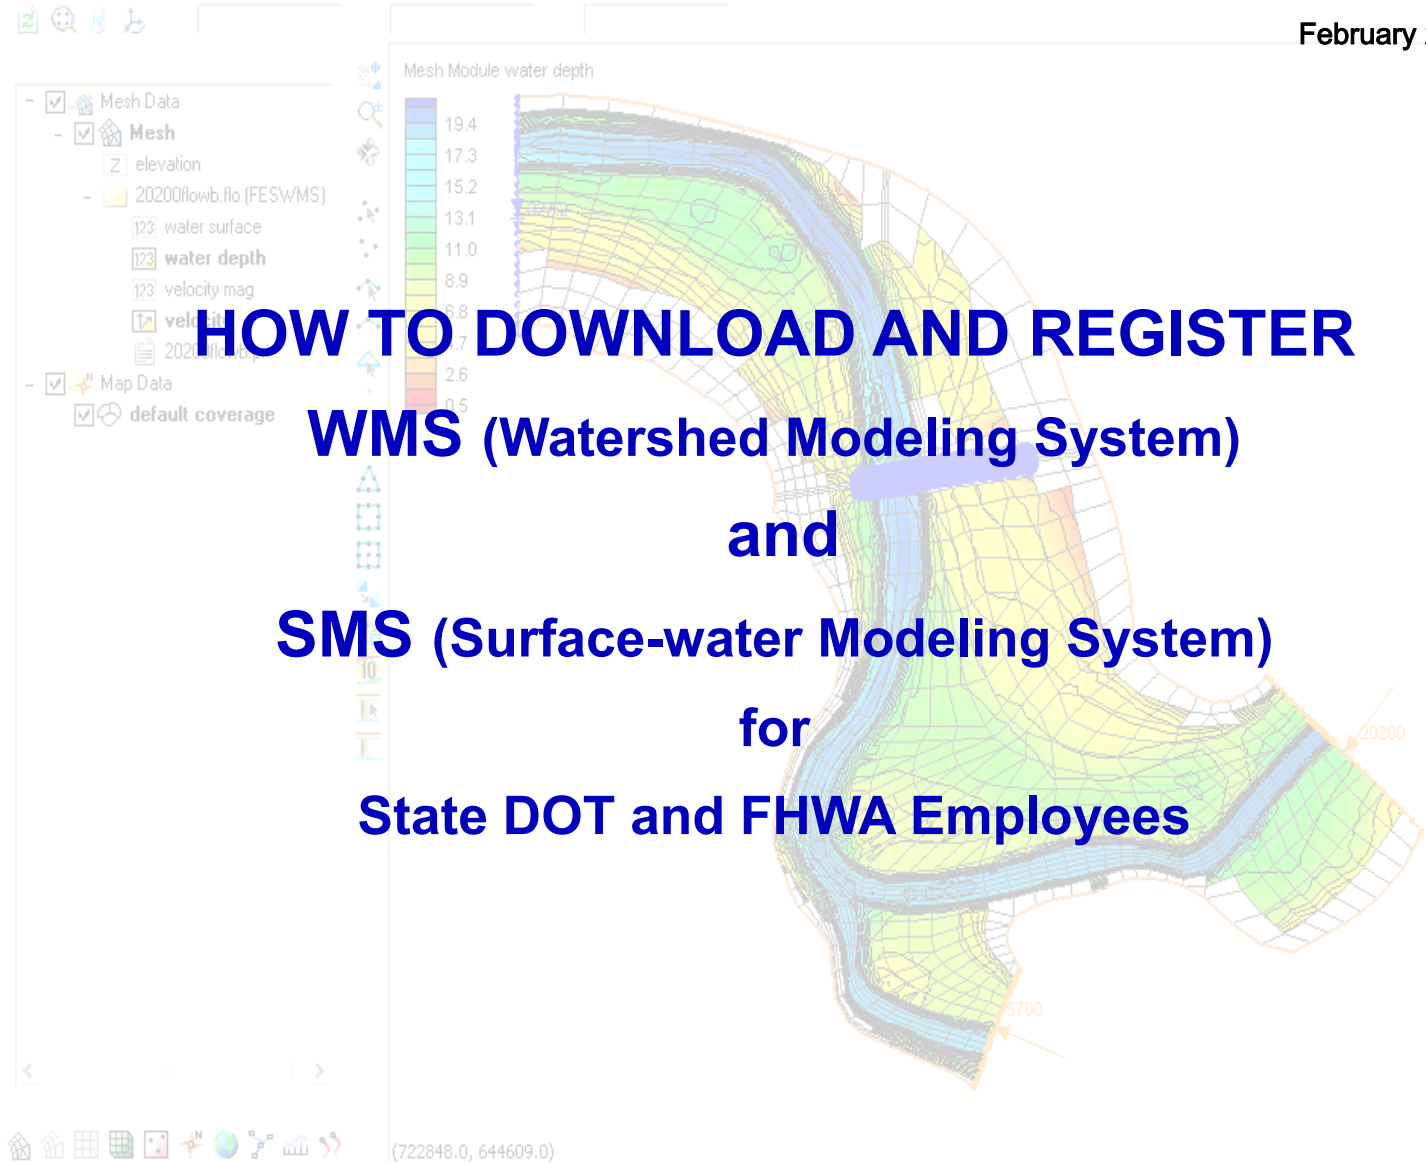 February
Mesh Module water depth
Mesh Data
Mesh
elevation
20200flowb.flo (FESWMS)
water surface
water depth
velocity mag
Map Data
default coverage
19.4
17.3
15.2
13.1
11.0
8.9
2.6
0.5
HOW TO DOWNLOAD AND REGISTER
WMS (Watershed Modeling System)
and
SMS (Surface-water Modeling System)
for
State DOT and FHWA Employees
20200
5700
(722848.0, 644609.0)